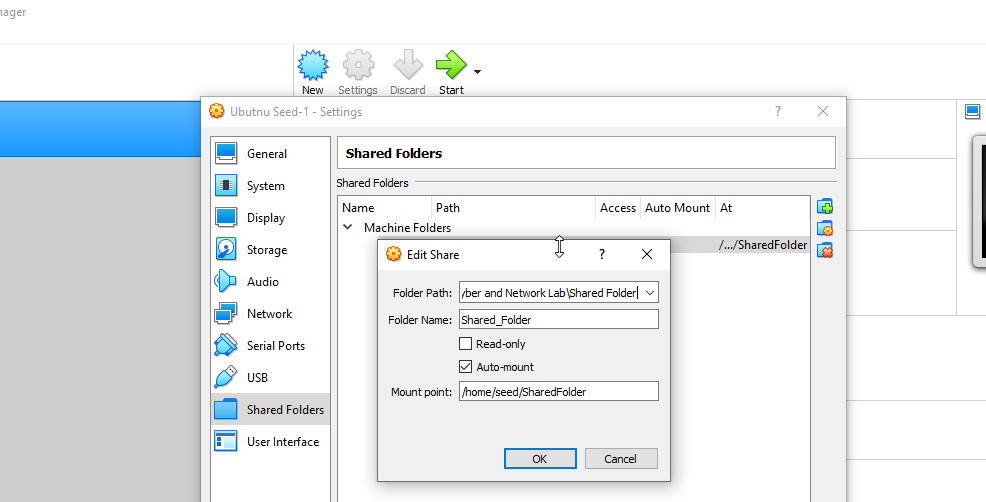 nager
New Settings Discard Start
Ubutnu Seed-1 - Settings ?
General
System
Display
Storage
Audio
Network
Serial Ports
USB
Shared Folders
User Interface
Shared Folders
Shared Folders
Name Path Access Auto Mount At
Machine Folders
/.../SharedFolder
Edit Share ?
Folder Path: /ber and Network Lab\Shared Folder
Folder Name: Shared_Folder
Read-only
Auto-mount
Mount point: /home/seed/SharedFolder
OK Cancel